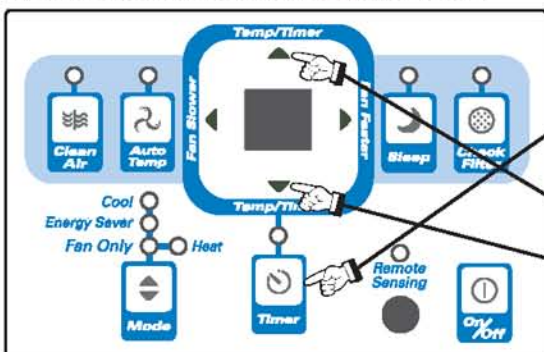 Temp/Timer
Fan Slower
Fan Faster
Clean
Air
Auto
Temp
Sleep
Check
Filter
Temp/Timer
Cool
Energy Saver
Fan Only
Heat
Mode
Timer
Remote
Sensing
On/Off